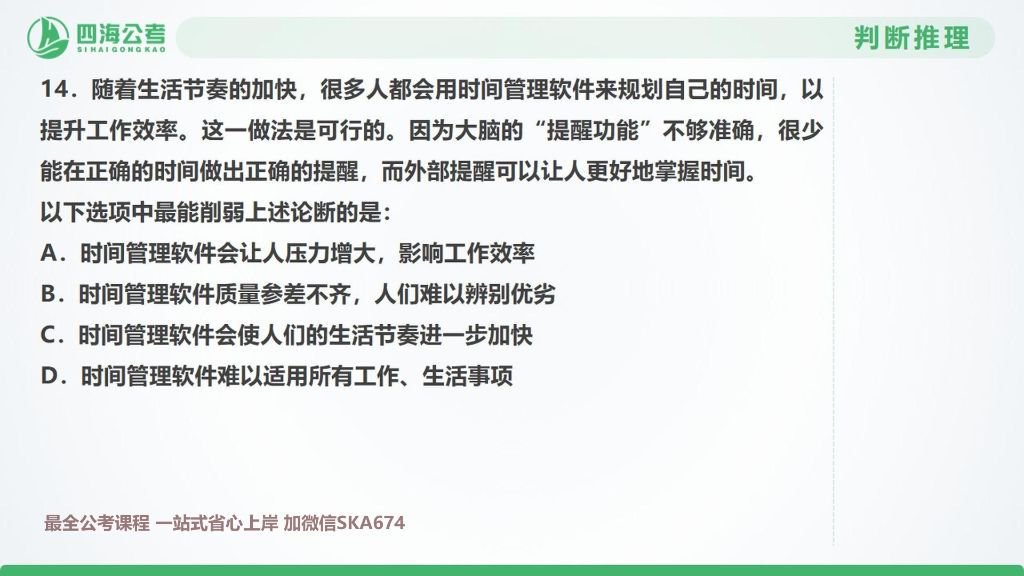 四海公考
SIHAIGONGKAO
判断推理
14．随着生活节奏的加快，很多人都会用时间管理软件来规划自己的时间，以
提升工作效率。这一做法是可行的。因为大脑的“提醒功能”不够准确，很少
能在正确的时间做出正确的提醒，而外部提醒可以让人更好地掌握时间。
以下选项中最能削弱上述论断的是：
A．时间管理软件会让人压力增大，影响工作效率
B．时间管理软件质量参差不齐，人们难以辨别优劣
C．时间管理软件会使人们的生活节奏进一步加快
D．时间管理软件难以适用所有工作、生活事项
最全公考课程 一站式省心上岸 加微信SKA674